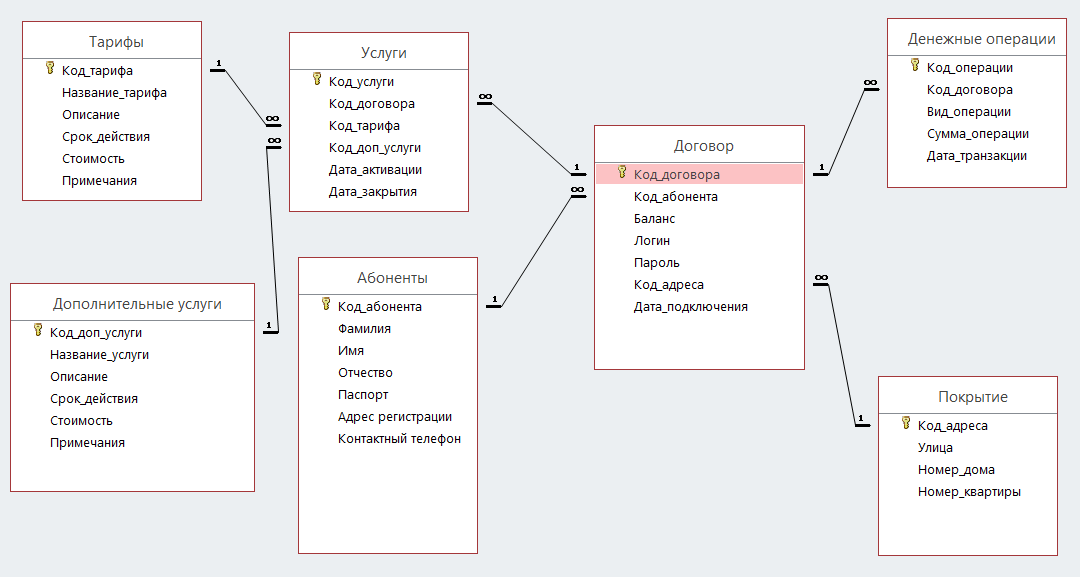 Тарифы
Код_тарифа
Название_тарифа
Описание
Срок_действия
Стоимость
Примечания
Услуги
Код_услуги
Код_договора
Код_тарифа
Код_доп_услуги
Дата_активации
Дата_закрытия
Договор
Код_договора
Код_абонента
Баланс
Логин
Пароль
Код_адреса
Дата_подключения
Денежные операции
Код_операции
Код_договора
Вид_операции
Сумма_операции
Дата_транзакции
Дополнительные услуги
Код_доп_услуги
Название_услуги
Описание
Срок_действия
Стоимость
Примечания
Абоненты
Код_абонента
Фамилия
Имя
Отчество
Паспорт
Адрес регистрации
Контактный телефон
Покрытие
Код_адреса
Улица
Номер_дома
Номер_квартиры
1
∞
∞
1
∞
1
∞
1
∞
1
∞
1